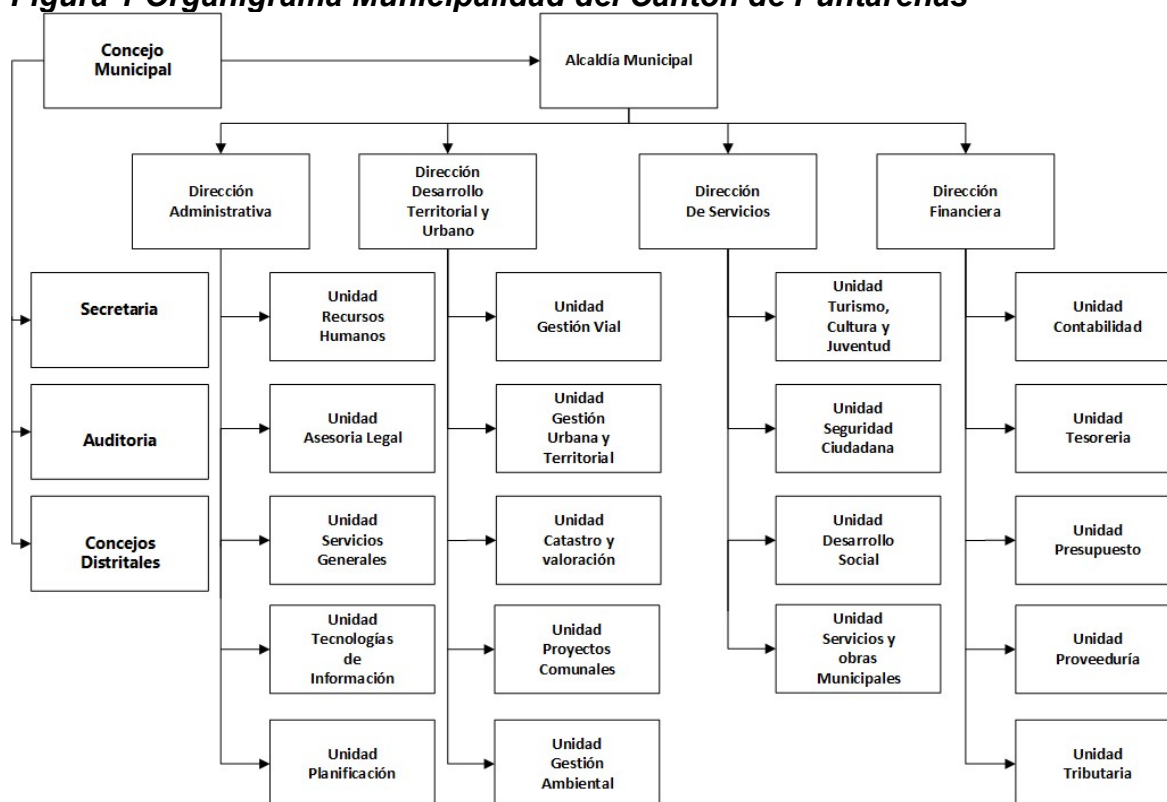 Figura 1 Organigrama Municipalidad del Cantón de Puntarenas
Concejo
Municipal
Alcaldía Municipal
Dirección
Administrativa
Dirección
Desarrollo
Territorial y
Urbano
Dirección
De Servicios
Dirección
Financiera
Secretaria
Unidad
Recursos
Humanos
Unidad
Gestión Vial
Unidad
Turismo,
Cultura y
Juventud
Unidad
Contabilidad
Auditoria
Unidad
Asesoria Legal
Unidad
Gestión
Urbana y
Territorial
Unidad
Seguridad
Ciudadana
Unidad
Tesoreria
Concejos
Distritales
Unidad
Servicios
Generales
Unidad
Catastro y
valoración
Unidad
Desarrollo
Social
Unidad
Presupuesto
Unidad
Tecnologías
de
Información
Unidad
Proyectos
Comunales
Unidad
Servicios y
obras
Municipales
Unidad
Proveeduría
Unidad
Planificación
Unidad
Gestión
Ambiental
Unidad
Tributaria